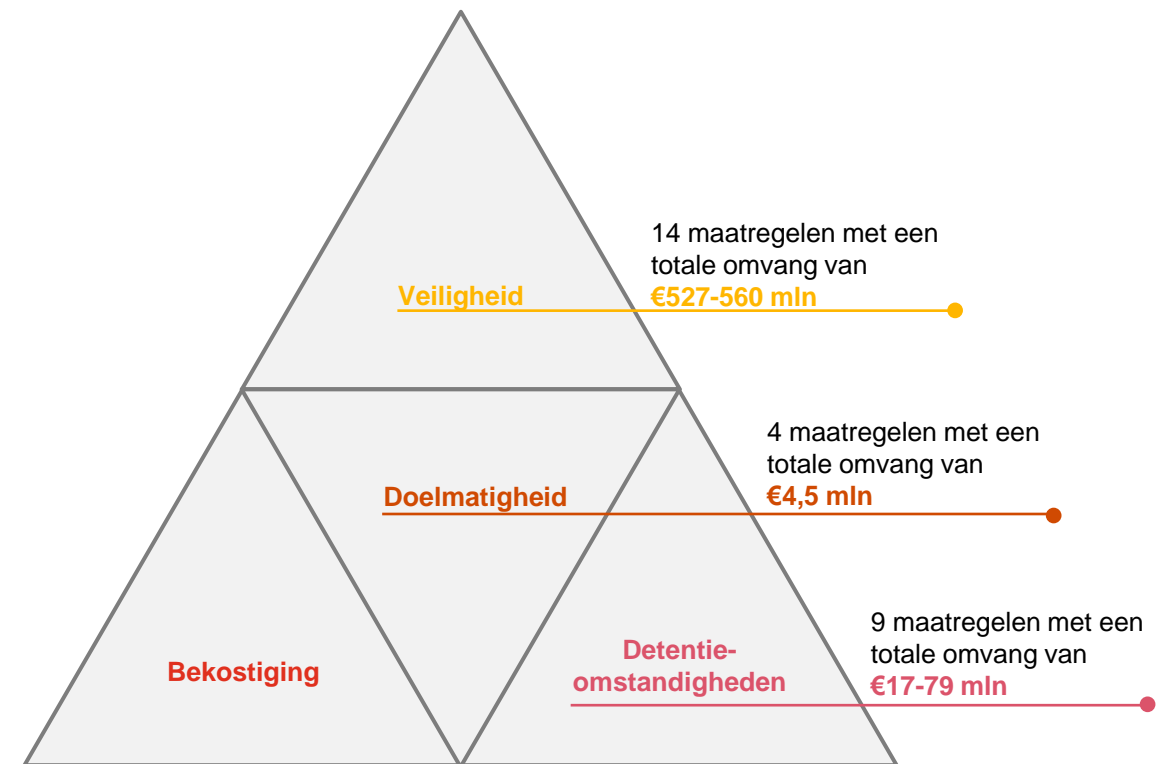 14 maatregelen met een
totale omvang van
€527-560 mln
Veiligheid
4 maatregelen met een
totale omvang van
€4,5 mln
Doelmatigheid
9 maatregelen met een
totale omvang van
€17-79 mln
Detentie-
omstandigheden
Bekostiging